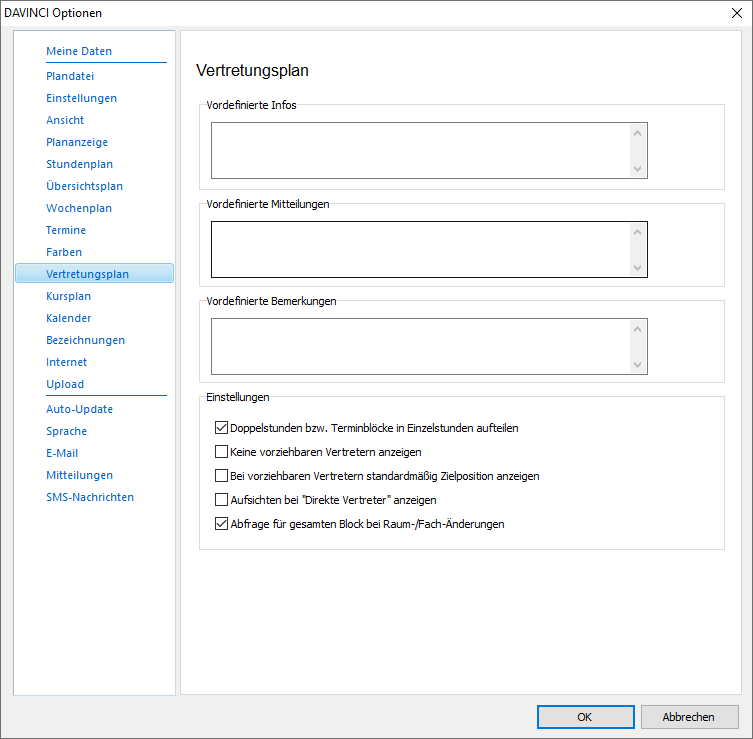 DAVINCI Optionen
Meine Daten
Plandatei
Einstellungen
Ansicht
Plananzeige
Stundenplan
Übersichtsplan
Wochenplan
Termine
Farben
Vertretungsplan
Kursplan
Kalender
Bezeichnungen
Internet
Upload
Auto-Update
Sprache
E-Mail
Mitteilungen
SMS-Nachrichten
Vertretungsplan
Vordefinierte Infos
Vordefinierte Mitteilungen
Vordefinierte Bemerkungen
Einstellungen
Doppelstunden bzw. Terminblöcke in Einzelstunden aufteilen
Keine vorziehbaren Vertretern anzeigen
Bei vorziehbaren Vertretern standardmäßig Zielposition anzeigen
Aufsichten bei "Direkte Vertreter" anzeigen
Abfrage für gesamten Block bei Raum-/Fach-Änderungen
OK
Abbrechen